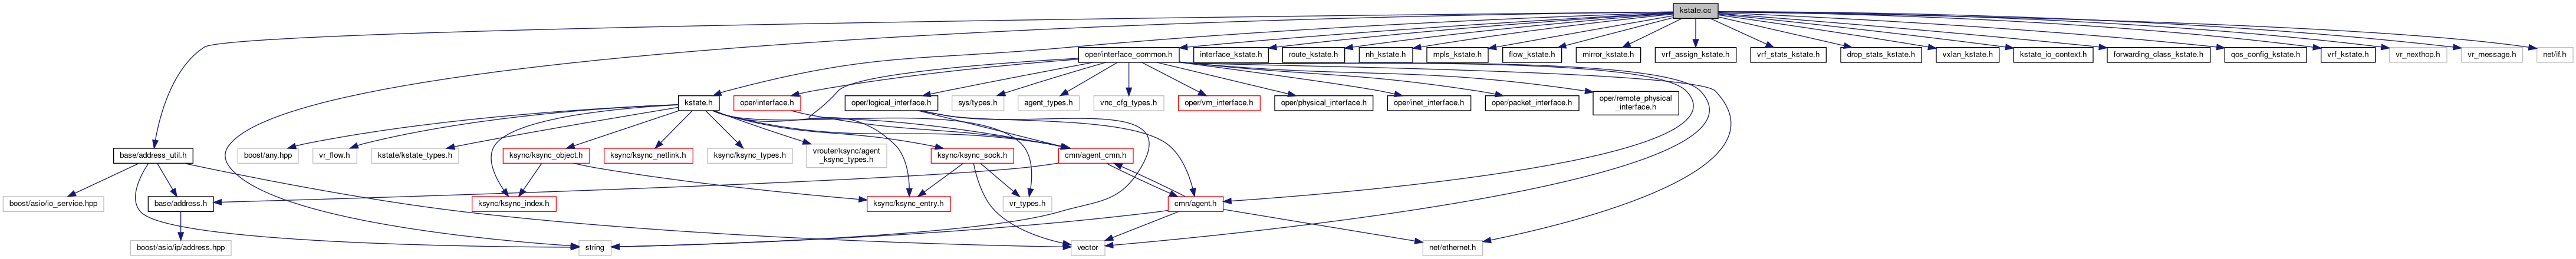 kstate.cc
oper/interface_common.h
interface_kstate.h
route_kstate.h
nh_kstate.h
mpls_kstate.h
flow_kstate.h
mirror_kstate.h
vrf_assign_kstate.h
vrf_stats_kstate.h
drop_stats_kstate.h
vxlan_kstate.h
kstate_io_context.h
forwarding_class_kstate.h
qos_config_kstate.h
vrf_kstate.h
vr_nexthop.h
vr_message.h
net/if.h
kstate.h
oper/interface.h
oper/logical_interface.h
sys/types.h
agent_types.h
vnc_cfg_types.h
oper/vm_interface.h
oper/physical_interface.h
oper/inet_interface.h
oper/packet_interface.h
oper/remote_physical
_interface.h
base/address_util.h
boost/any.hpp
vr_flow.h
kstate/kstate_types.h
ksync/ksync_object.h
ksync/ksync_netlink.h
ksync/ksync_types.h
vrouter/ksync/agent
_ksync_types.h
ksync/ksync_sock.h
cmn/agent_cmn.h
boost/asio/io_service.hpp
base/address.h
ksync/ksync_index.h
ksync/ksync_entry.h
vr_types.h
cmn/agent.h
boost/asio/ip/address.hpp
string
vector
net/ethernet.h